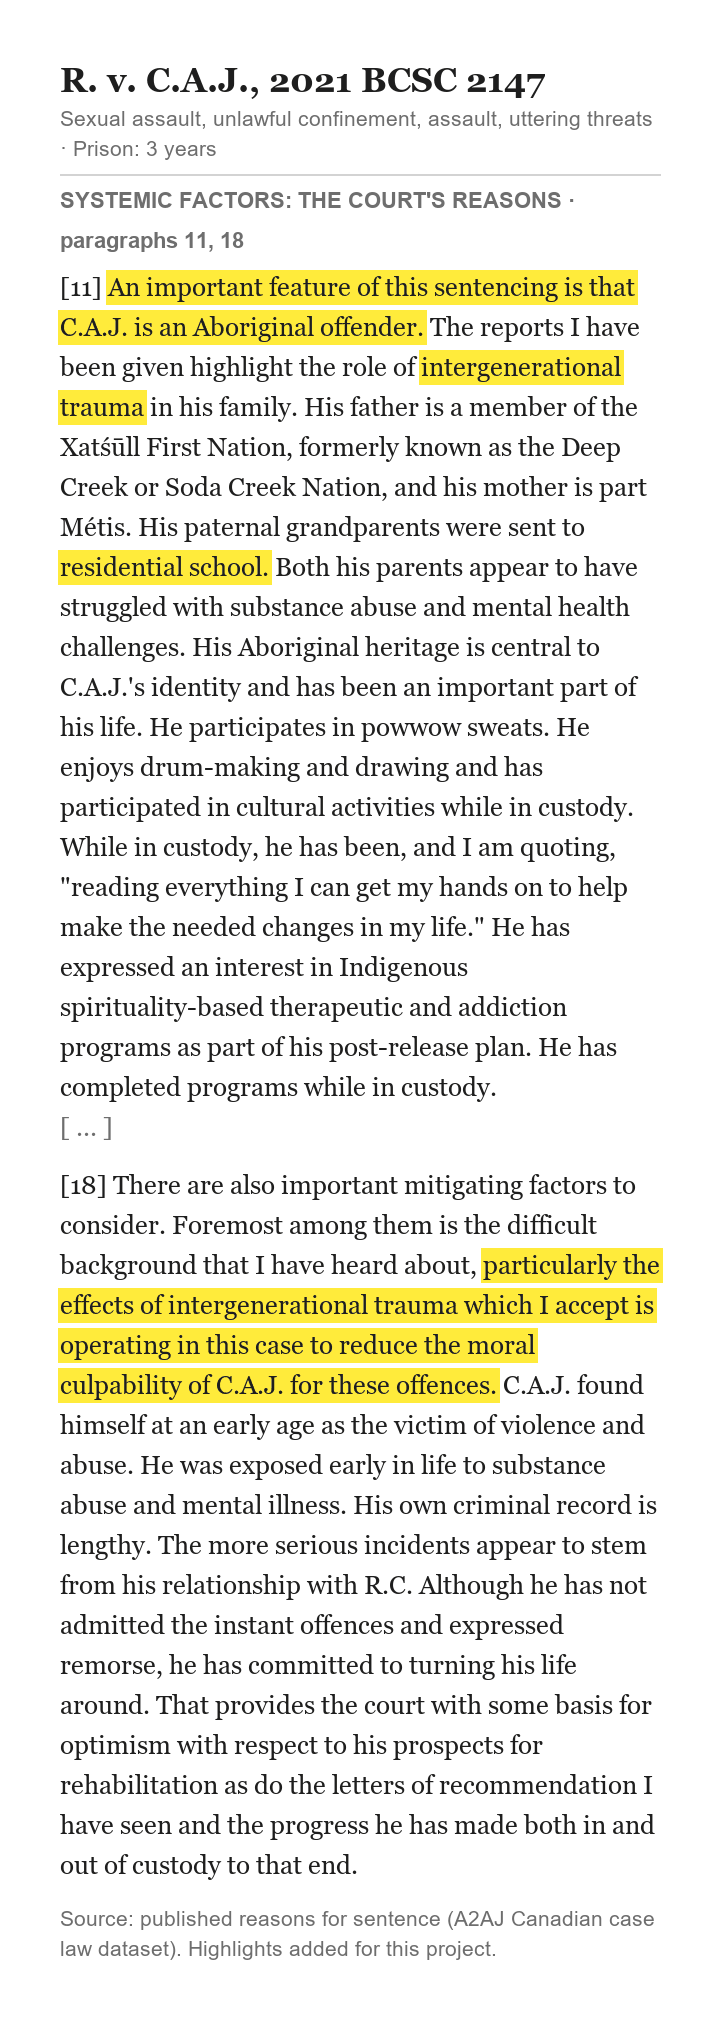 R. v. C.A.J., 2021 BCSC 2147
Sexual assault, unlawful confinement, assault, uttering threats
· Prison: 3 years
SYSTEMIC FACTORS: THE COURT'S REASONS ·
paragraphs 11, 18
[11] An important feature of this sentencing is that
C.A.J. is an Aboriginal offender. The reports I have
been given highlight the role of intergenerational
trauma in his family. His father is a member of the
Xatśūll First Nation, formerly known as the Deep
Creek or Soda Creek Nation, and his mother is part
Métis. His paternal grandparents were sent to
residential school. Both his parents appear to have
struggled with substance abuse and mental health
challenges. His Aboriginal heritage is central to
C.A.J.'s identity and has been an important part of
his life. He participates in powwow sweats. He
enjoys drum-making and drawing and has
participated in cultural activities while in custody.
While in custody, he has been, and I am quoting,
"reading everything I can get my hands on to help
make the needed changes in my life." He has
expressed an interest in Indigenous
spirituality-based therapeutic and addiction
programs as part of his post-release plan. He has
completed programs while in custody.
[ ... ]
[18] There are also important mitigating factors to
consider. Foremost among them is the difficult
background that I have heard about, particularly the
effects of intergenerational trauma which I accept is
operating in this case to reduce the moral
culpability of C.A.J. for these offences. C.A.J. found
himself at an early age as the victim of violence and
abuse. He was exposed early in life to substance
abuse and mental illness. His own criminal record is
lengthy. The more serious incidents appear to stem
from his relationship with R.C. Although he has not
admitted the instant offences and expressed
remorse, he has committed to turning his life
around. That provides the court with some basis for
optimism with respect to his prospects for
rehabilitation as do the letters of recommendation I
have seen and the progress he has made both in and
out of custody to that end.
Source: published reasons for sentence (A2AJ Canadian case
law dataset). Highlights added for this project.